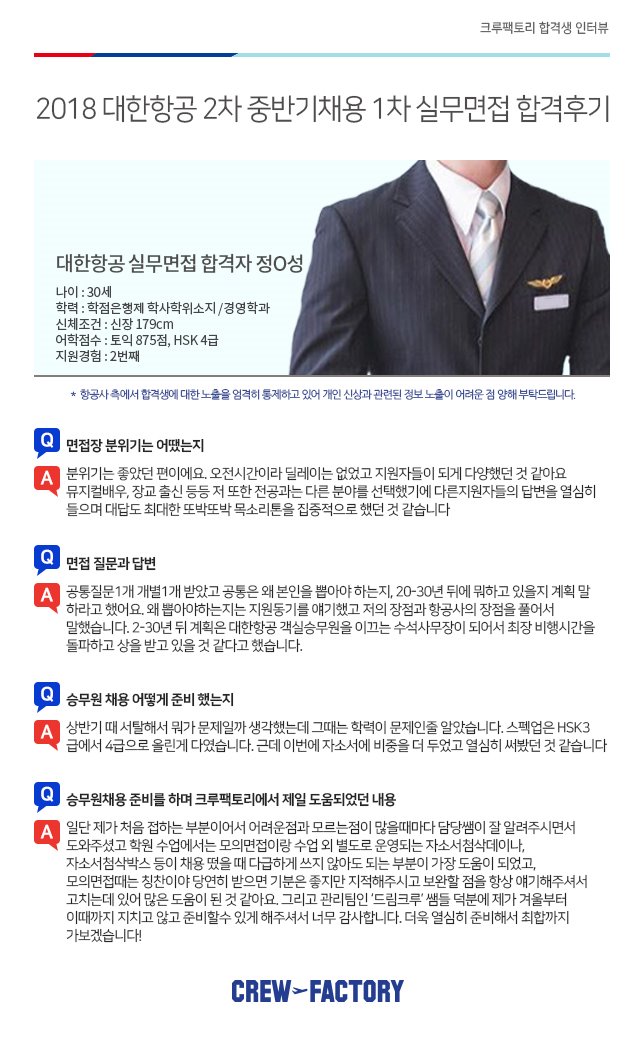 크루팩토리 합격생 인터뷰
2018 대한항공 2차 중반기채용 1차 실무면접 합격후기
대한항공 실무면접 합격자 정O성
나이 : 30세
학력 : 학점은행제 학사학위소지 /경영학과
신체조건 : 신장 179cm
어학점수 : 토익 875점, HSK 4급
지원경험 : 2번째
* 항공사 측에서 합격생에 대한 노출을 엄격히 통제하고 있어 개인 신상과 관련된 정보 노출이 어려운 점 양해 부탁드립니다.
Q 면접장 분위기는 어땠는지
A 분위기는 좋았던 편이에요. 오전시간이라 딜레이는 없었고 지원자들이 되게 다양했던 것 같아요
뮤지컬배우, 장교 출신 등등 저 또한 전공과는 다른 분야를 선택했기에 다른지원자들의 답변을 열심히
들으며 대답도 최대한 또박또박 목소리톤을 집중적으로 했던 것 같습니다
Q 면접 질문과 답변
A 공통질문1개 개별1개 받았고 공통은 왜 본인을 뽑아야 하는지, 20-30년 뒤에 뭐하고 있을지 계획 말
하라고 했어요. 왜 뽑아야하는지는 지원동기를 얘기했고 저의 장점과 항공사의 장점을 풀어서
말했습니다. 2-30년 뒤 계획은 대한항공 객실승무원을 이끄는 수석사무장이 되어서 최장 비행시간을
돌파하고 상을 받고 있을 것 같다고 했습니다.
Q 승무원 채용 어떻게 준비 했는지
A 상반기 때 서탈해서 뭐가 문제일까 생각했는데 그때는 학력이 문제인줄 알았습니다. 스펙업은 HSK3
급에서 4급으로 올린게 다였습니다. 근데 이번에 자소서에 비중을 더 두었고 열심히 써봤던 것 같습니다
Q 승무원채용 준비를 하며 크루팩토리에서 제일 도움되었던 내용
A 일단 제가 처음 접하는 부분이어서 어려운점과 모르는점이 많을때마다 담당쌤이 잘 알려주시면서
도와주셨고 학원 수업에서는 모의면접이랑 수업 외 별도로 운영되는 자소서첨삭데이나,
자소서첨삭박스 등이 채용 떴을 때 다급하게 쓰지 않아도 되는 부분이 가장 도움이 되었고,
모의면접때는 칭찬이야 당연히 받으면 기분은 좋지만 지적해주시고 보완할 점을 항상 얘기해주셔서
고치는데 있어 많은 도움이 된 것 같아요. 그리고 관리팀인 '드림크루' 쌤들 덕분에 제가 겨울부터
이때까지 지치고 않고 준비할수 있게 해주셔서 너무 감사합니다. 더욱 열심히 준비해서 최합까지
가보겠습니다!
CREW FACTORY